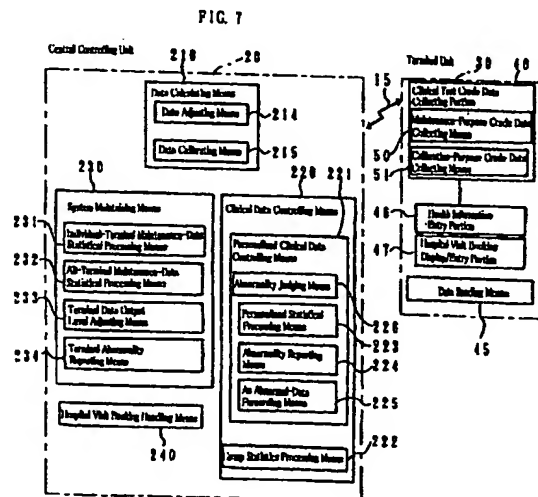 FIG. 7
Central Controlling Unit
20
Terminal Unit
30
40
210
Data Calculating Means
Data Adjusting Means
214
Data Calibrating Means
215
15
Clinical Test Crude Data
Collecting Portion
Maintenance-Purpose Crude Data
Collecting Means
50
Calibration-Purpose Crude Data
Collecting Means
51
230
220
221
System Maintaining Means
Clinical Data Controlling Means
231
Individual-Terminal Maintenance-Data
Statistical Processing Means
232
All-Terminal Maintenance-Data
Statistical Processing Means
233
Terminal Data Output
Level Adjusting Means
234
Terminal Abnormality
Reporting Means
Personalized Clinical Data
Controlling Means
Abnormality Judging Means
226
Personalized Statistical
Processing Means
223
Abnormality Reporting
Means
224
An Abnormal-Data
Forwarding Means
225
46
Health Information
Entry Portion
47
Hospital Visit Booking
Display/Entry Portion
Data Sending Means
45
Hospital Visit Booking Handling Means
240
Group Statistics Processing Means
222